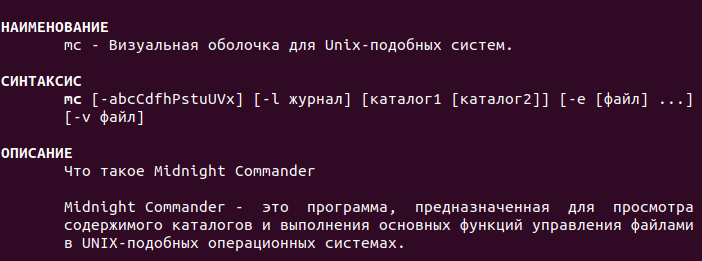 НАИМЕНОВАНИЕ
mc - Визуальная оболочка для Unix-подобных систем.
СИНТАКСИС
mc [-abcCdfhPstuUVx] [-l журнал] [каталог1 [каталог2]] [-e [файл] ...]
[-v файл]
ОПИСАНИЕ
Что такое Midnight Commander
Midnight Commander - это программа, предназначенная для просмотра
содержимого каталогов и выполнения основных функций управления файлами
в UNIX-подобных операционных системах.